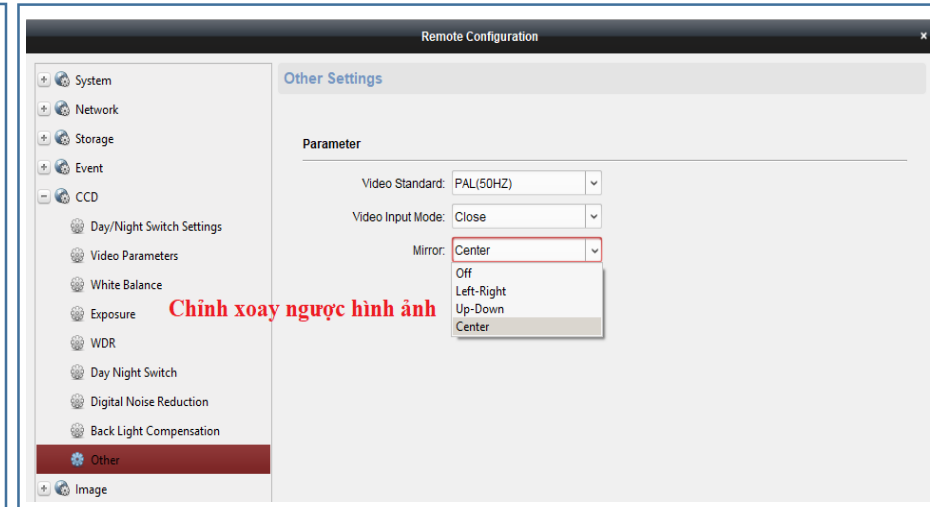 Remote Configuration
×
System
Network
Storage
Event
CCD
Day/Night Switch Settings
Video Parameters
White Balance
Exposure
WDR
Day Night Switch
Digital Noise Reduction
Back Light Compensation
Other
Image
Other Settings
Parameter
Video Standard: PAL(50HZ)
Video Input Mode: Close
Mirror: Center
Off
Left-Right
Up-Down
Center
Chỉnh xoay ngược hình ảnh